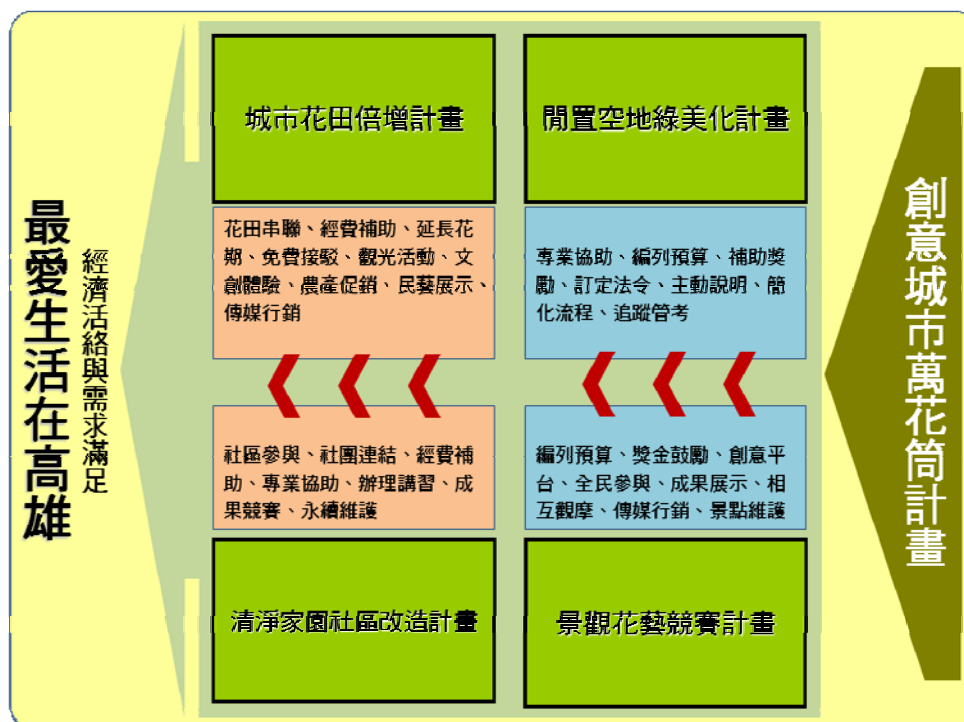 最愛生活在高雄
經濟活絡與需求滿足
城市花田倍增計畫
花田串聯、經費補助、延長花
期、免費接駁、觀光活動、文
創體驗、農產促銷、民藝展示、
傳媒行銷
閒置空地綠美化計畫
專業協助、編列預算、補助獎
勵、訂定法令、主動說明、簡
化流程、追蹤管考
社區參與、社團連結、經費補
助、專業協助、辦理講習、成
果競賽、永續維護
清淨家園社區改造計畫
編列預算、獎金鼓勵、創意平
台、全民參與、成果展示、相
互觀摩、傳媒行銷、景點維護
景觀花藝競賽計畫
創意城市萬花筒計畫